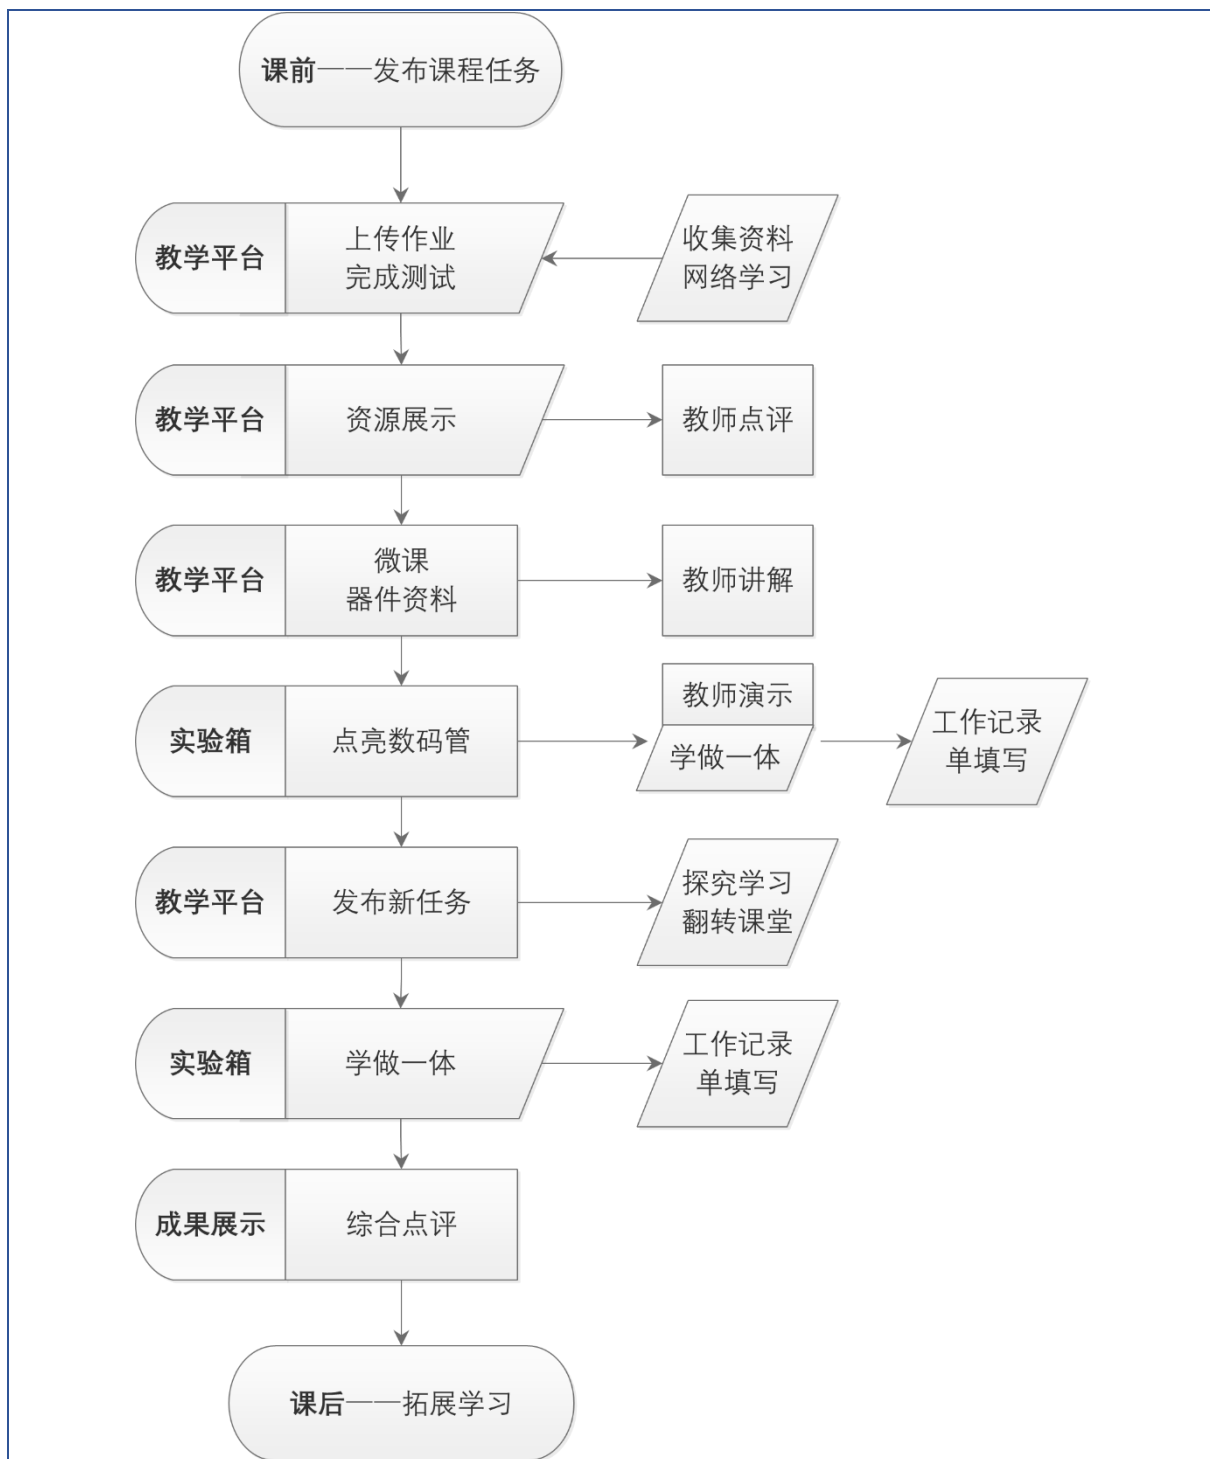 课前——发布课程任务
教学平台
上传作业
完成测试
收集资料
网络学习
教学平台
资源展示
教师点评
教学平台
微课
器件资料
教师讲解
实验箱
点亮数码管
教师演示
学做一体
工作记录
单填写
教学平台
发布新任务
探究学习
翻转课堂
实验箱
学做一体
工作记录
单填写
成果展示
综合点评
课后——拓展学习